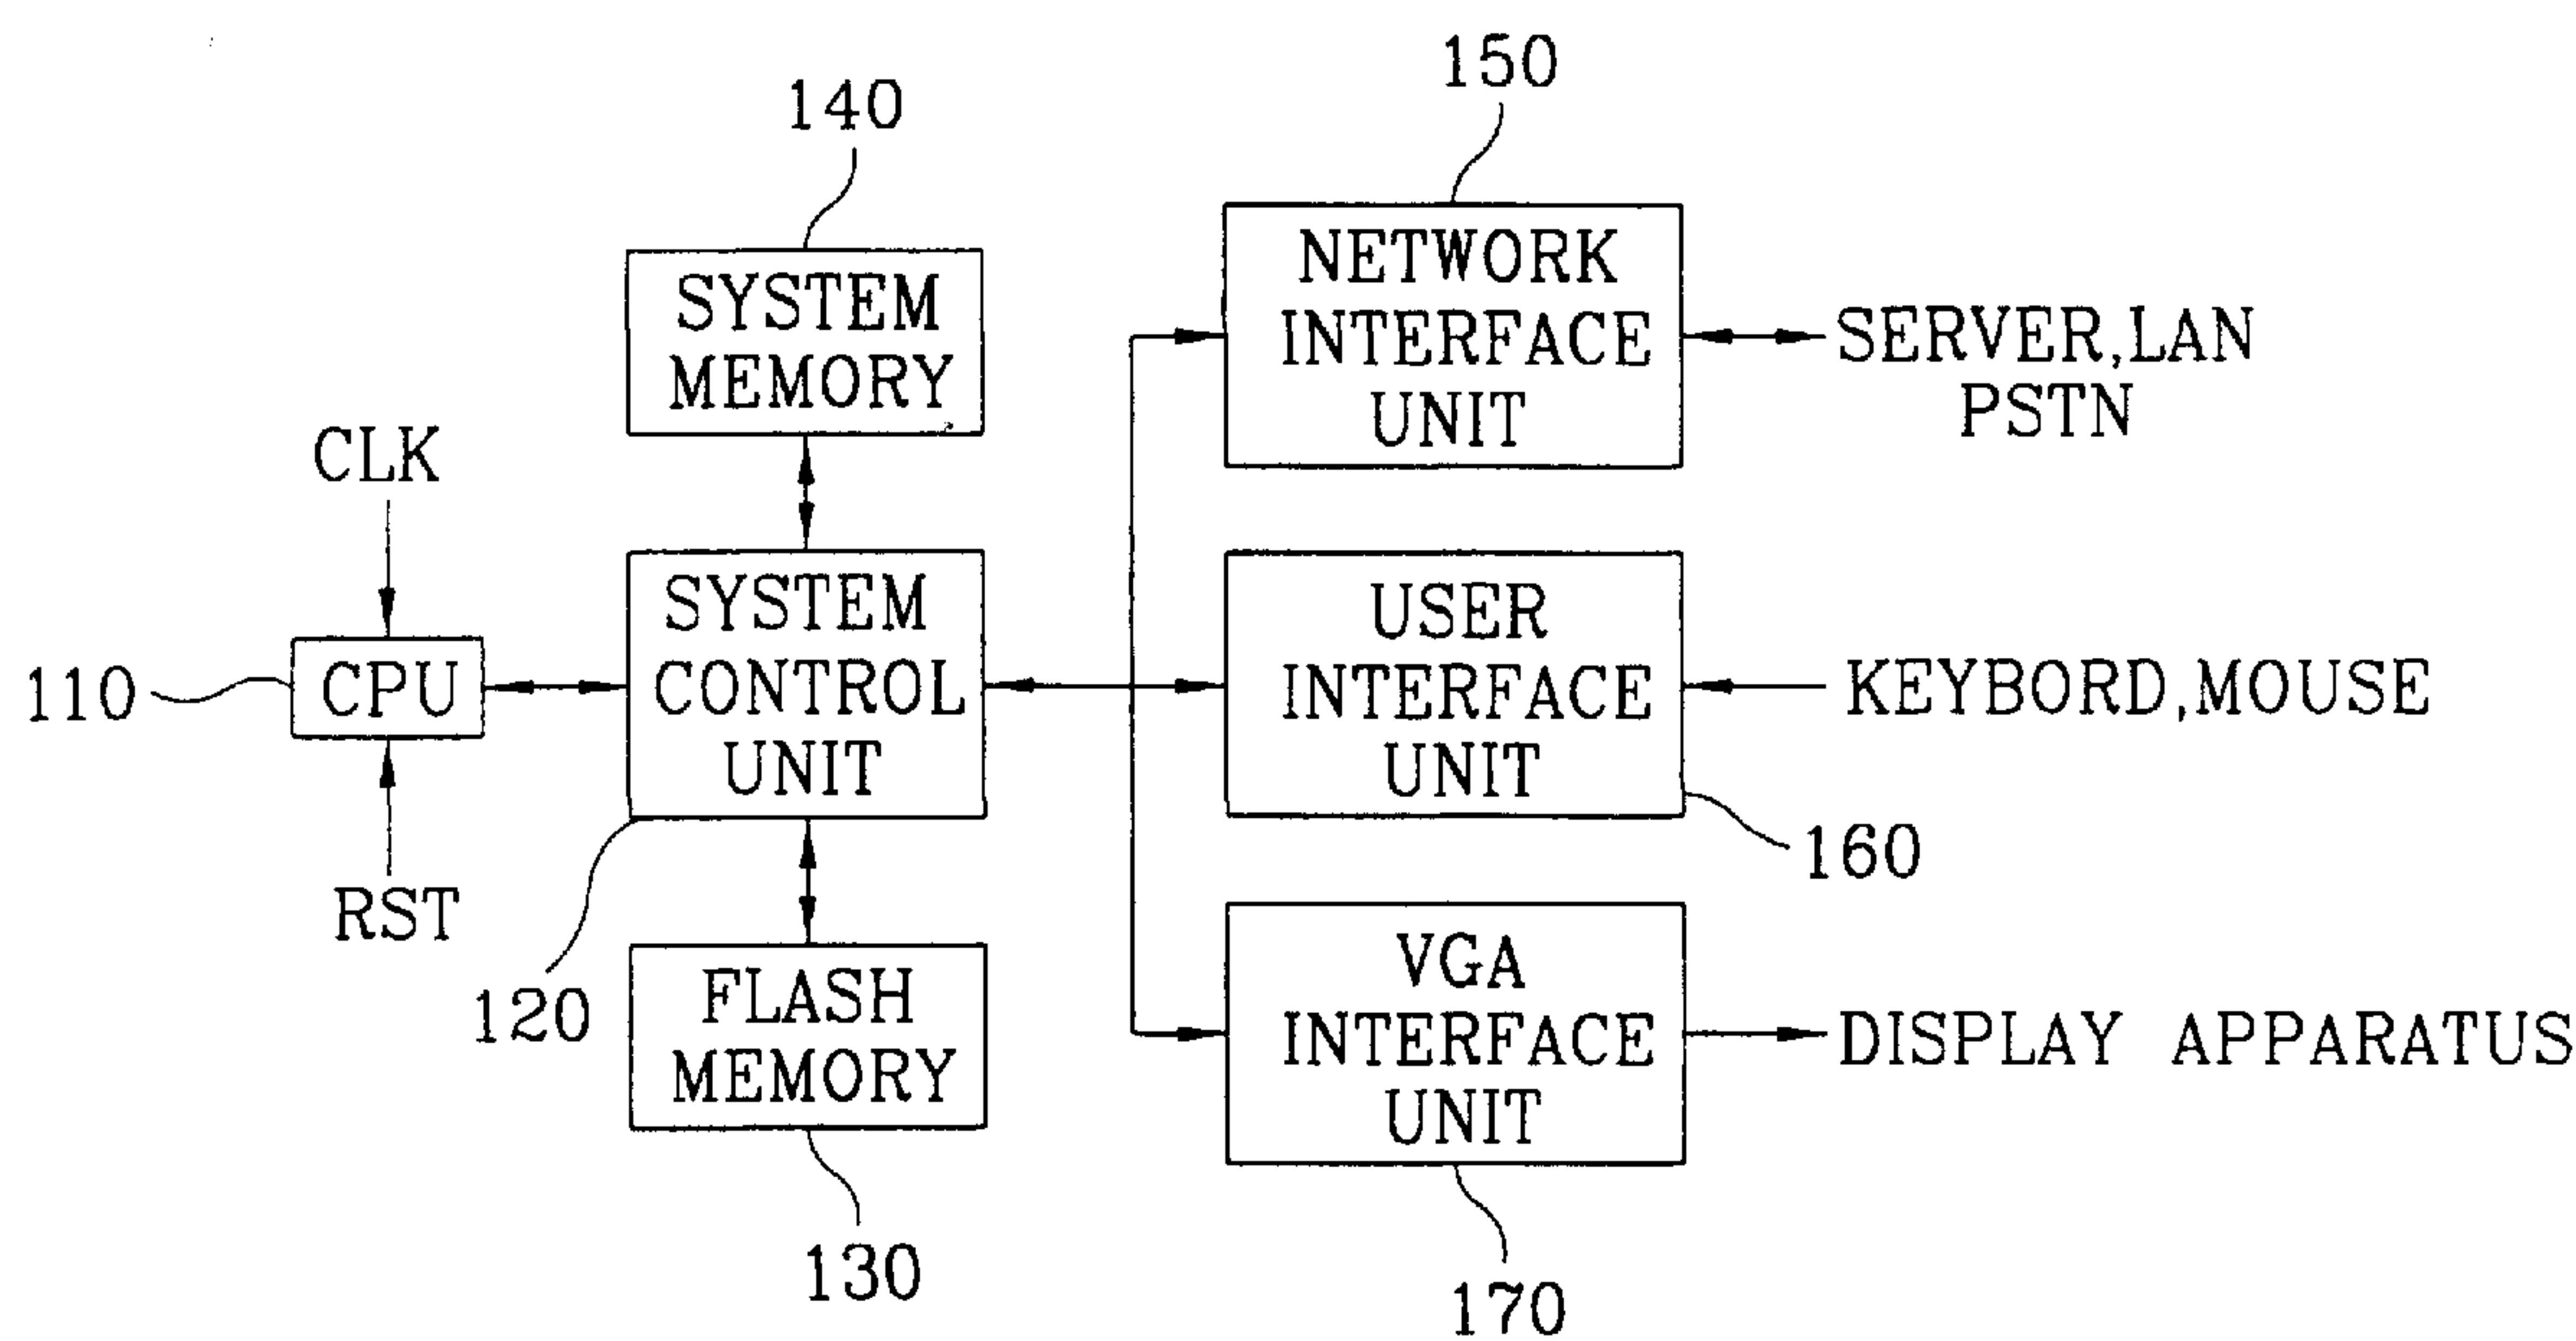 150
140
NETWORK
INTERFACE
UNIT
SERVER,LAN
PSTN
SYSTEM
MEMORY
CLK
SYSTEM
CONTROL
UNIT
USER
INTERFACE
UNIT
110
CPU
KEYBORD,MOUSE
160
RST
120
FLASH
MEMORY
VGA
INTERFACE
UNIT
DISPLAY APPARATUS
130
170